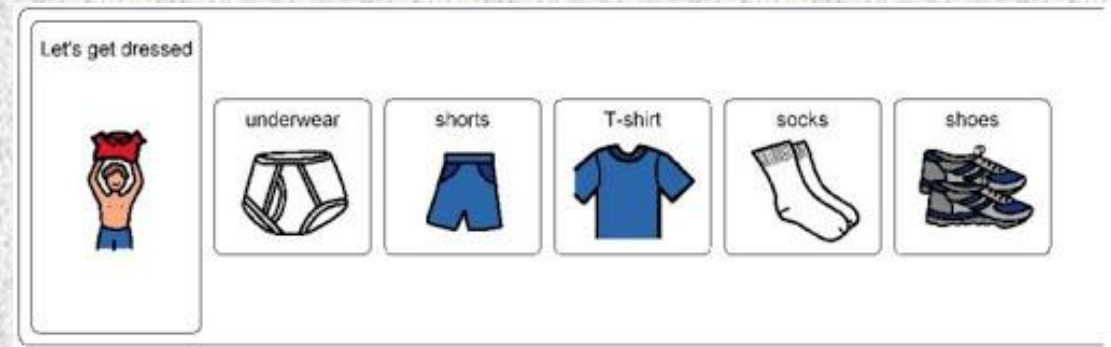 Let's get dressed
underwear
shorts
T-shirt
socks
shoes